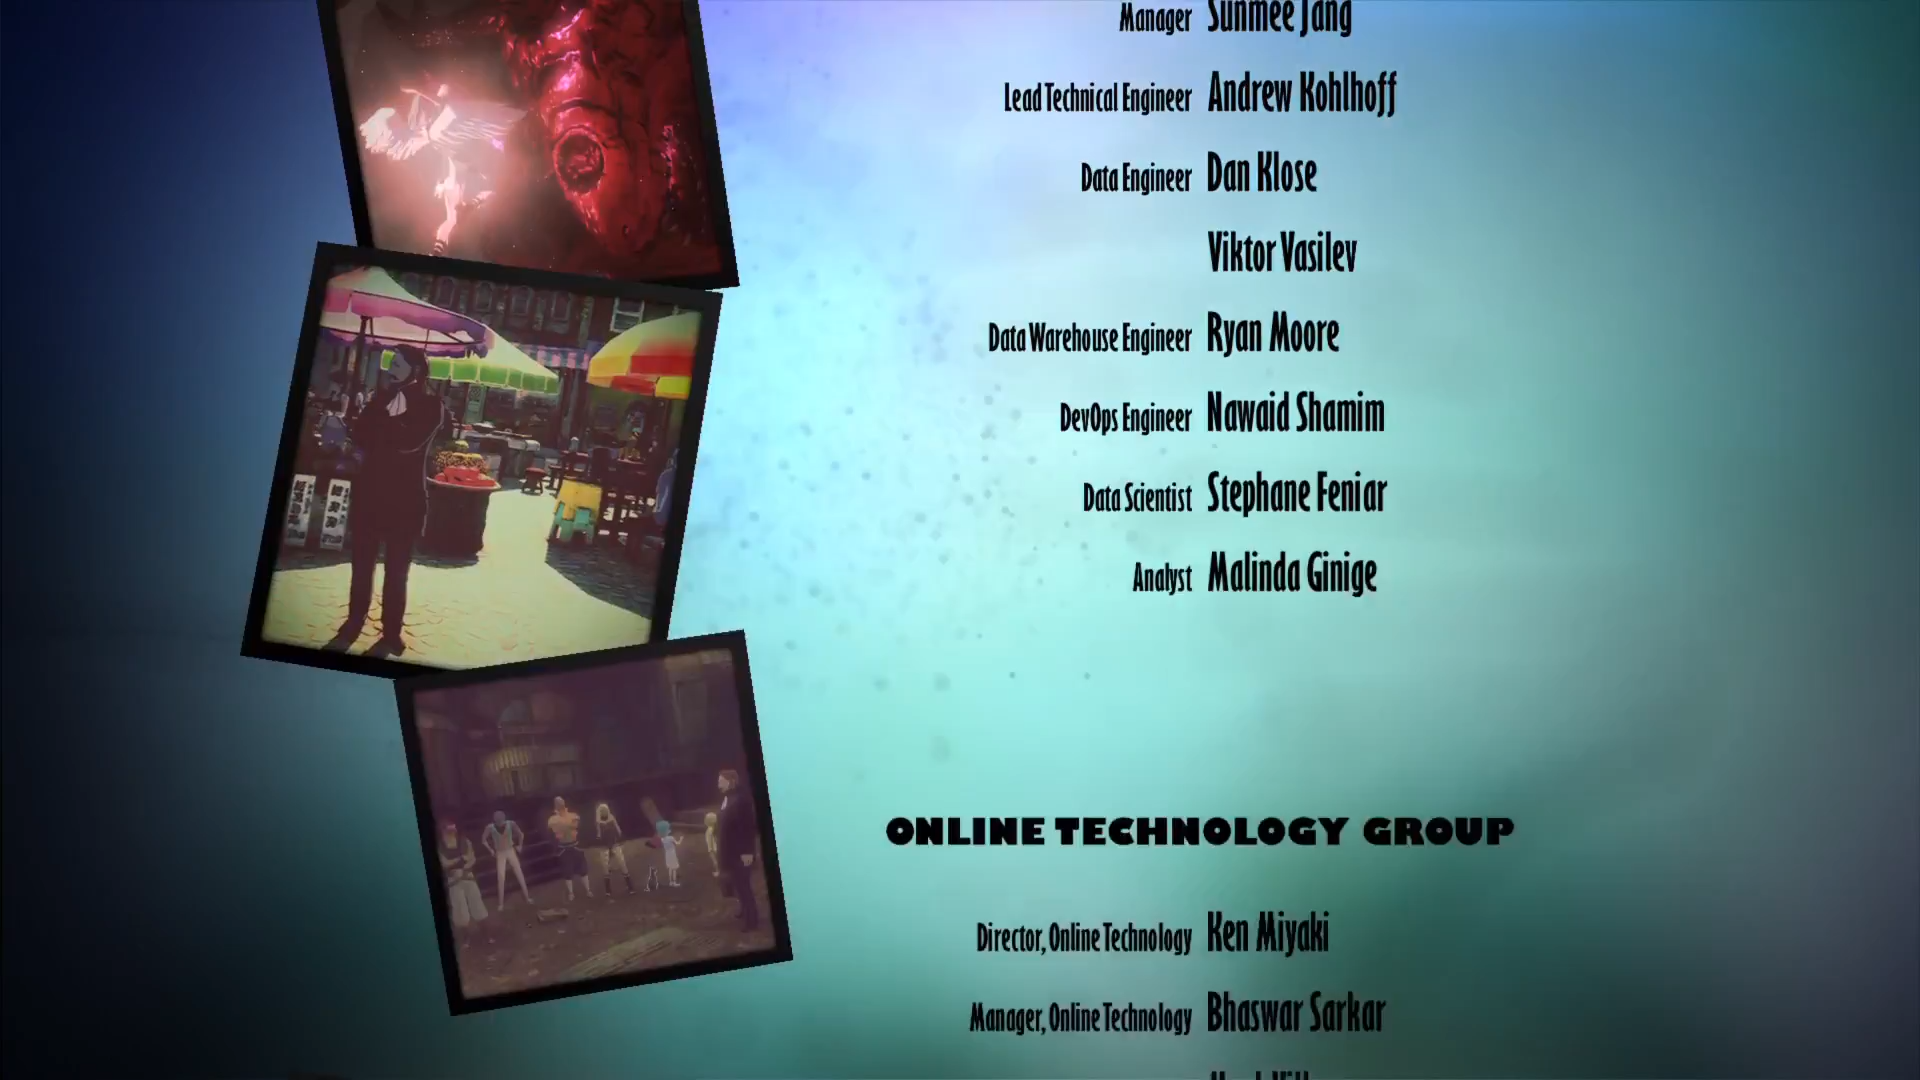 Manager Sunmee Jang
Lead Technical Engineer Andrew Kohlhoff
Data Engineer Dan Klose
Viktor Vasilev
Data Warehouse Engineer Ryan Moore
DevOps Engineer Nawaid Shamim
Data Scientist Stephane Feniar
Analyst Malinda Ginige
ONLINE TECHNOLOGY GROUP
Director, Online Technology Ken Miyaki
Manager, Online Technology Bhaswar Sarkar